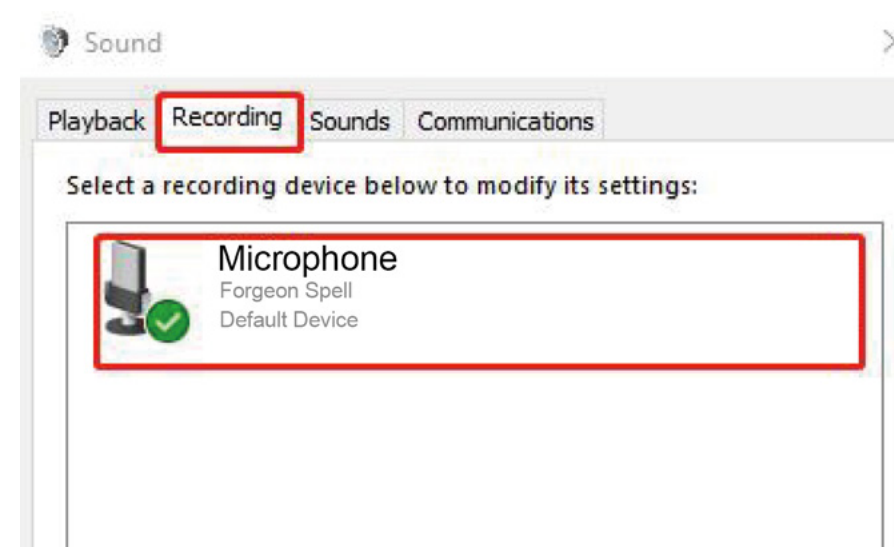 Sound
Playback Recording Sounds Communications
Select a recording device below to modify its settings:
Microphone
Forgeon Spell
Default Device